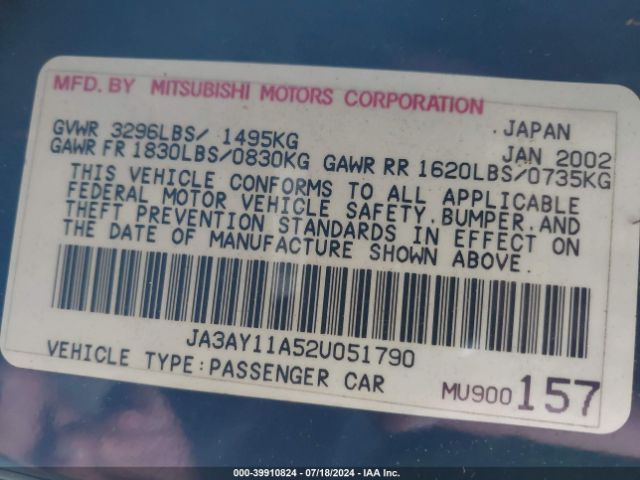 MFD. BY MITSUBISHI MOTORS CORPORATION
JAPAN
GVWR 3296LBS/ 1495KG
JAN 2002
GAWR FR 1830LBS/0830KG GAWR RR 1620LBS/0735KG
THIS VEHICLE CONFORMS TO ALL APPLICABLE
FEDERAL MOTOR VEHICLE SAFETY, BUMPER, AND
THEFT PREVENTION STANDARDS IN EFFECT ON
THE DATE OF MANUFACTURE SHOWN ABOVE.
JA3AY11A52U051790
VEHICLE TYPE:PASSENGER CAR
MU900157
000-39910824 - 07/18/2024 - IAA Inc.